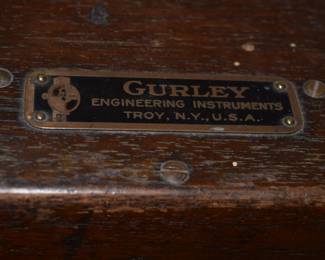 GURLEY
ENGINEERING INSTRUMENTS
TROY, N.Y., U.S.A.